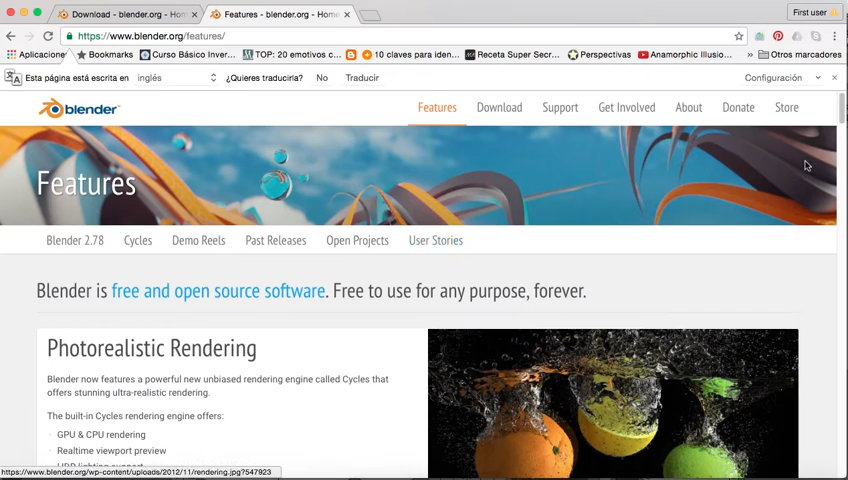 Download - blender.org - Hom
Features - blender.org - Home
First user
https://www.blender.org/features/
Aplicacione
Bookmarks
Curso Básico Inver...
TOP: 20 emotivos c...
10 claves para iden...
Receta Super Secr...
Perspectivas
Anamorphic Illusio...
»
Otros marcadores
Esta página está escrita en
inglés
¿Quieres traducirla?
No
Traducir
Configuración
blender
Features
Download
Support
Get Involved
About
Donate
Store
Features
Blender 2.78
Cycles
Demo Reels
Past Releases
Open Projects
User Stories
Blender is free and open source software. Free to use for any purpose, forever.
Photorealistic Rendering
Blender now features a powerful new unbiased rendering engine called Cycles that
offers stunning ultra-realistic rendering.
The built-in Cycles rendering engine offers:
· GPU & CPU rendering
· Realtime viewport preview
HDR lighting support
https://www.blender.org/wp-content/uploads/2012/11/rendering.jpg?547923